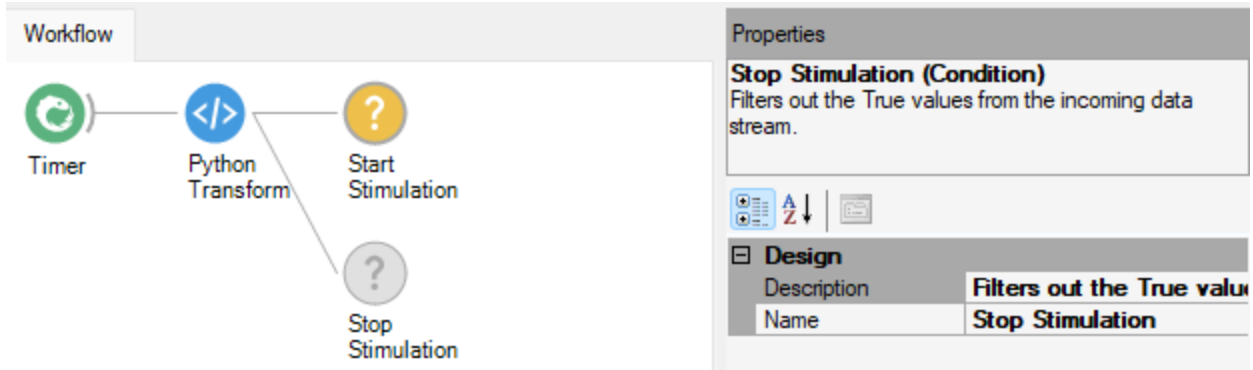 Workflow
Timer
Python
Transform
Start
Stimulation
Stop
Stimulation
Properties
Stop Stimulation (Condition)
Filters out the True values from the incoming data
stream.
A
Z
Design
Description Filters out the True valu
Name Stop Stimulation